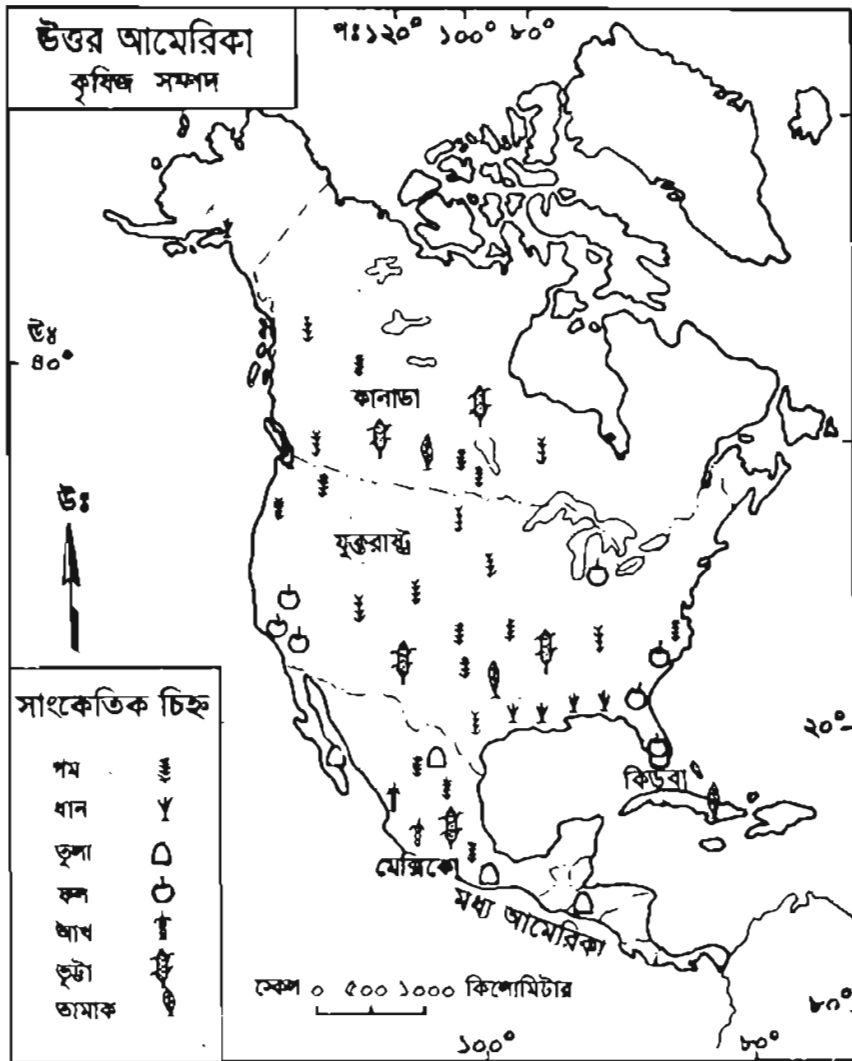 উত্তর আমেরিকা
কৃষিজ সম্পদ
পঃ১২০° ১০০° ৮০°
উঃ
৪০°
কানাডা
উঃ
যুক্তরাষ্ট্র
সাংকেতিক চিহ্ন
গম
ধান
তুলা
ফল
আখ
ভূট্টা
তামাক
২০°
কিউবা
মেক্সিকো
মধ্য আমেরিকা
স্কেল ০ ৫০০ ১০০০ কিলোমিটার
১০০°
৮০°
৮০°